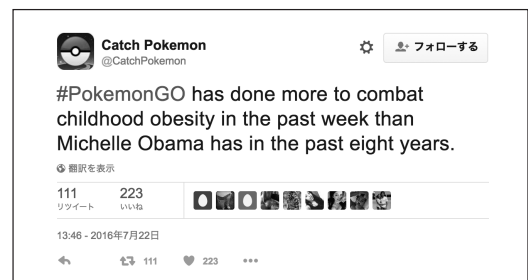 Catch Pokemon
@CatchPokemon
フォローする
#PokemonGO has done more to combat
childhood obesity in the past week than
Michelle Obama has in the past eight years.
翻訳を表示
111 223
リツイート いいね
13:46 - 2016年7月22日
111 223